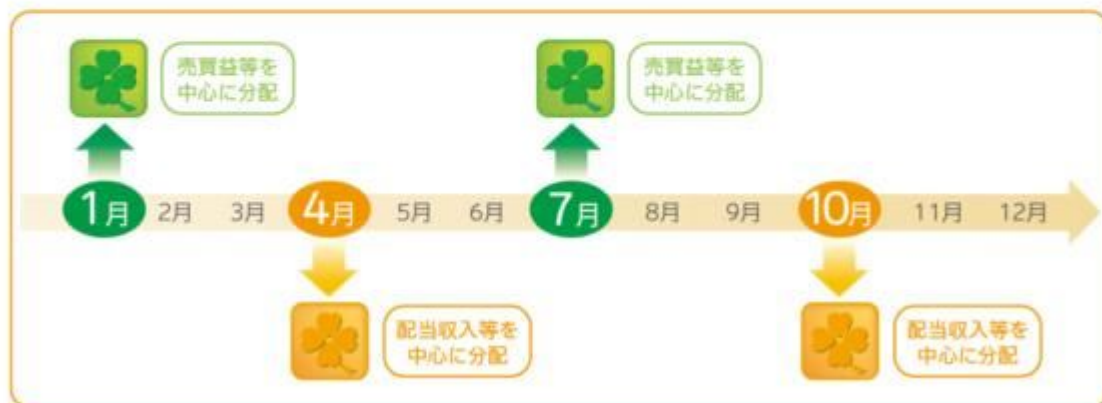 売買益等を
中心に分配
売買益等を
中心に分配
1月 2月 3月 4月 5月 6月 7月 8月 9月 10月 11月 12月
配当収入等を
中心に分配
配当収入等を
中心に分配